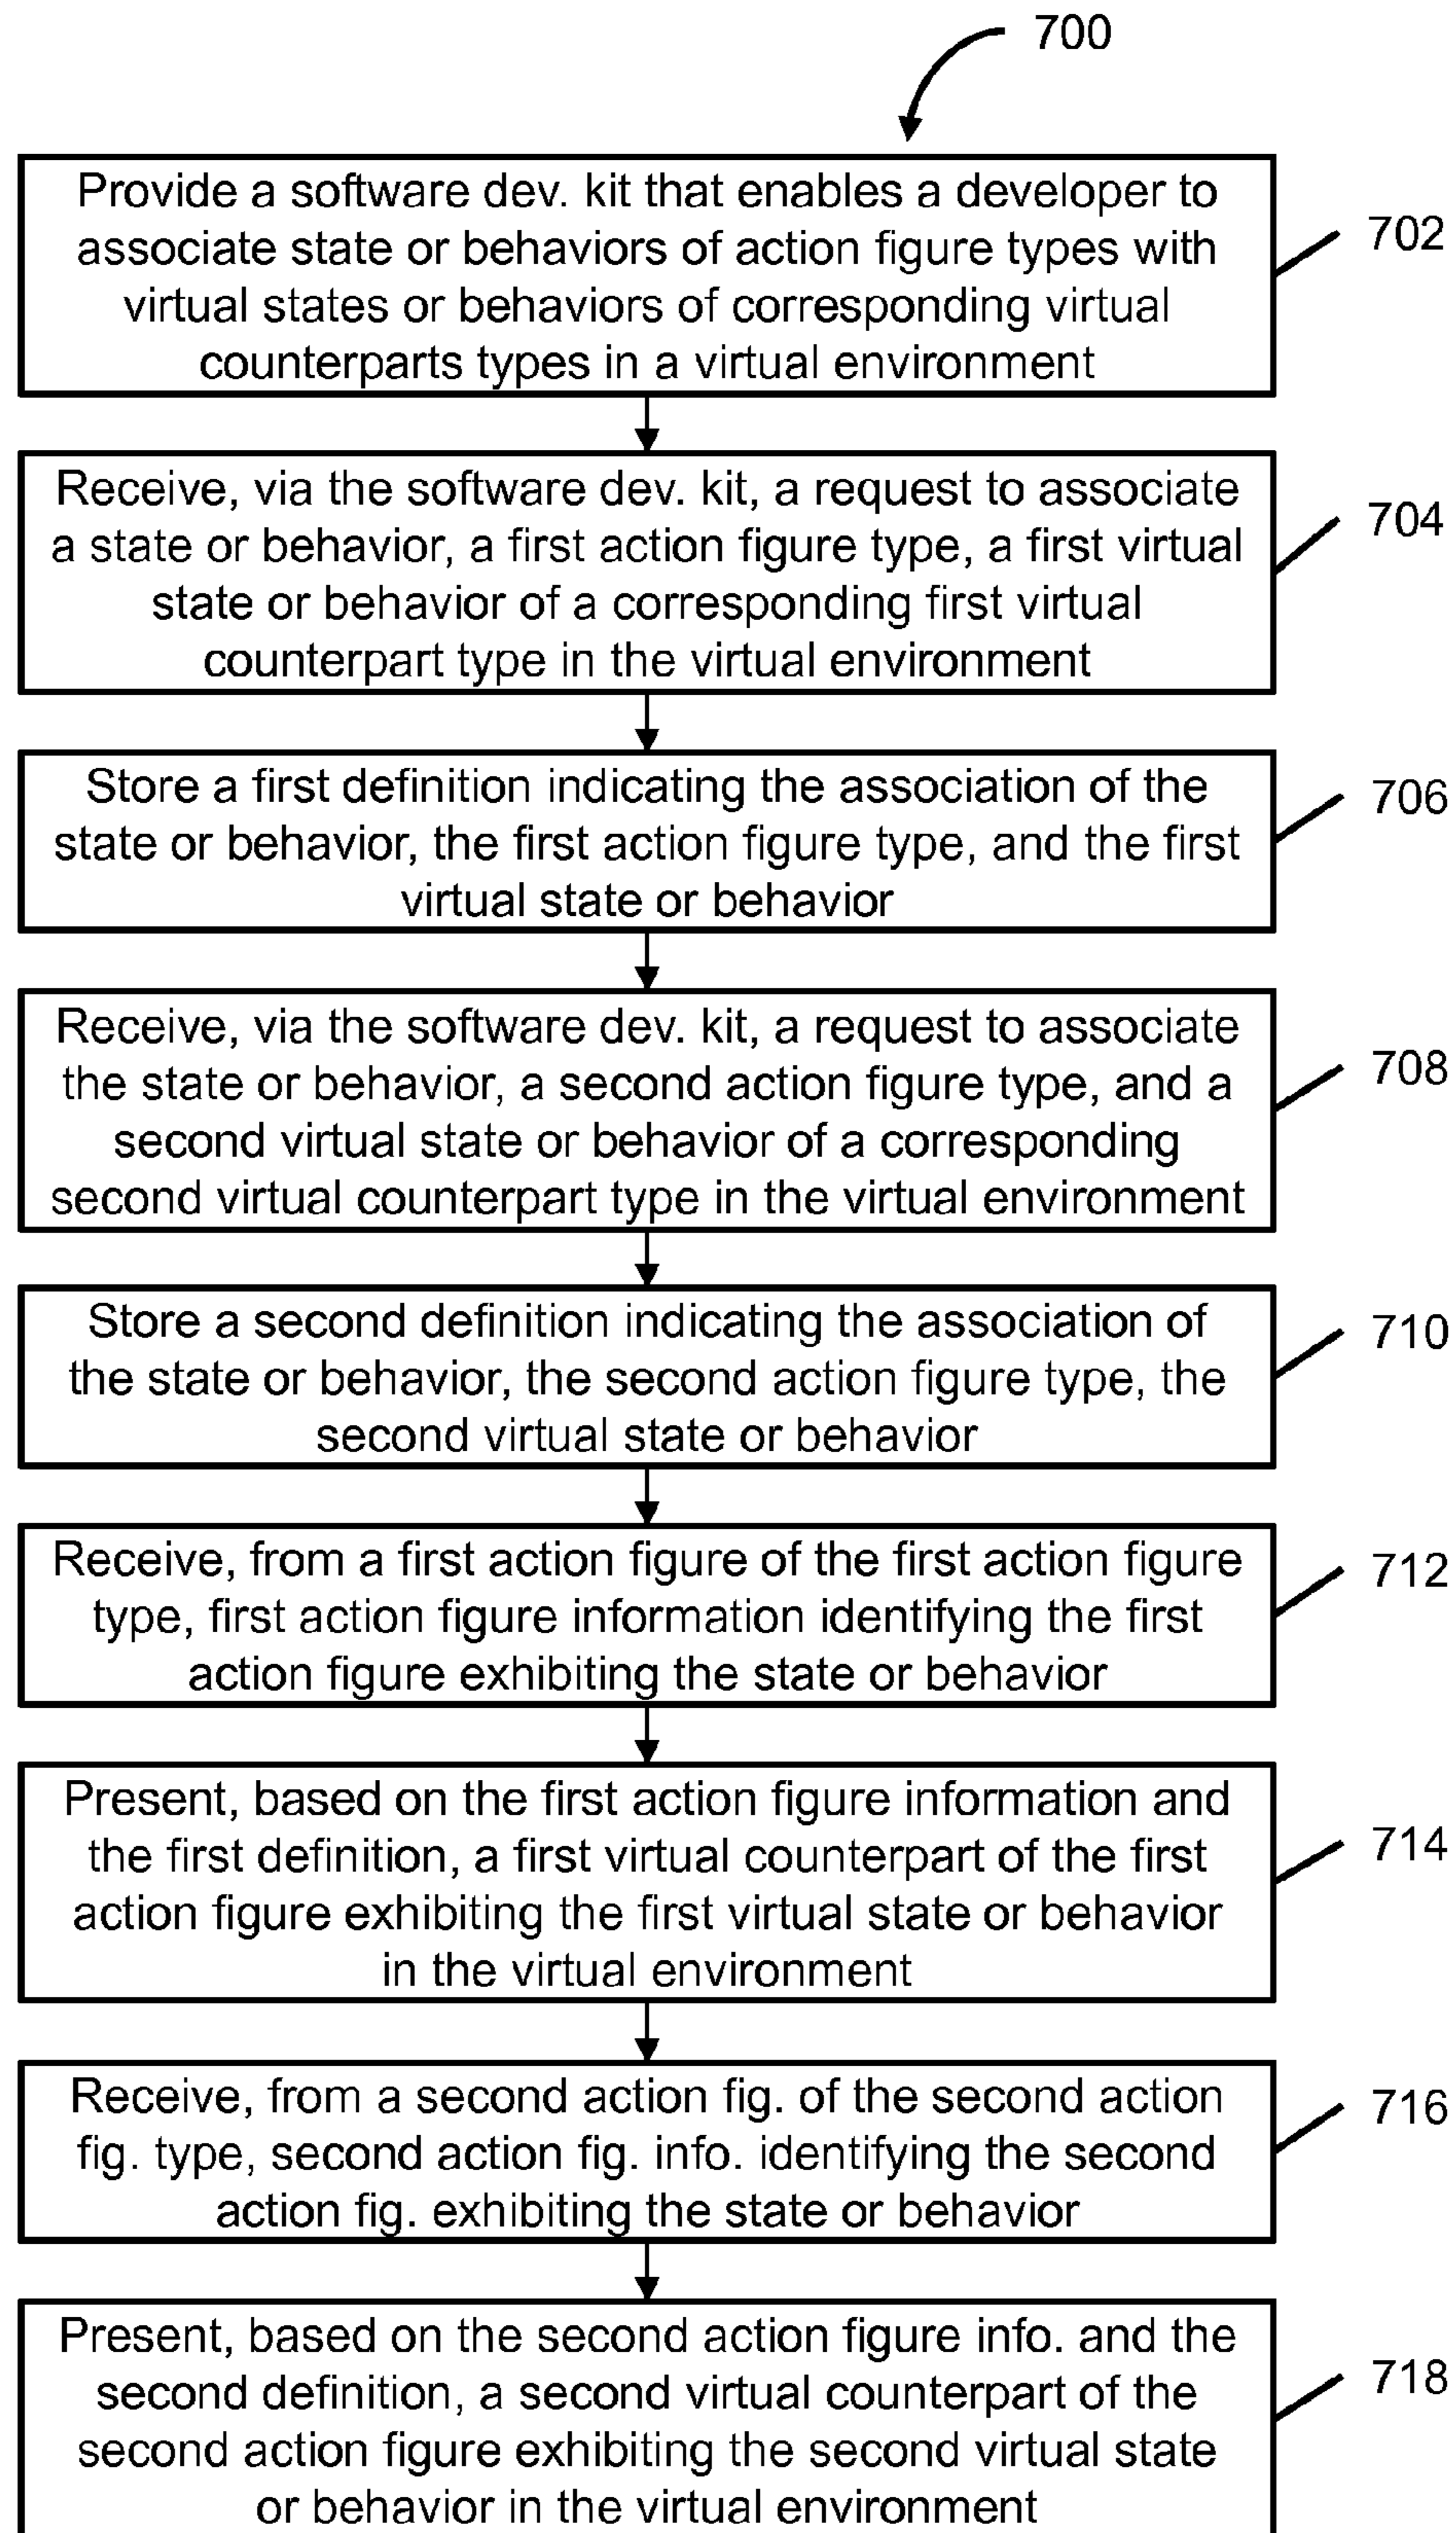 700
Provide a software dev. kit that enables a developer to
associate state or behaviors of action figure types with
virtual states or behaviors of corresponding virtual
counterparts types in a virtual environment
702
Receive, via the software dev. kit, a request to associate
a state or behavior, a first action figure type, a first virtual
state or behavior of a corresponding first virtual
counterpart type in the virtual environment
704
Store a first definition indicating the association of the
state or behavior, the first action figure type, and the first
virtual state or behavior
706
Receive, via the software dev. kit, a request to associate
the state or behavior, a second action figure type, and a
second virtual state or behavior of a corresponding
second virtual counterpart type in the virtual environment
708
Store a second definition indicating the association of
the state or behavior, the second action figure type, the
second virtual state or behavior
710
Receive, from a first action figure of the first action figure
type, first action figure information identifying the first
action figure exhibiting the state or behavior
712
Present, based on the first action figure information and
the first definition, a first virtual counterpart of the first
action figure exhibiting the first virtual state or behavior
in the virtual environment
714
Receive, from a second action fig. of the second action
fig. type, second action fig. info. identifying the second
action fig. exhibiting the state or behavior
716
Present, based on the second action figure info. and the
second definition, a second virtual counterpart of the
second action figure exhibiting the second virtual state
or behavior in the virtual environment
718